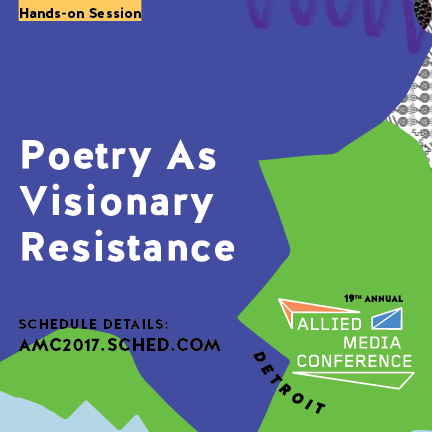 Hands-on Session
Poetry As
Visionary
Resistance
SCHEDULE DETAILS:
AMC2017.SCHED.COM
19TH ANNUAL
ALLIED
MEDIA
CONFERENCE
DETROIT